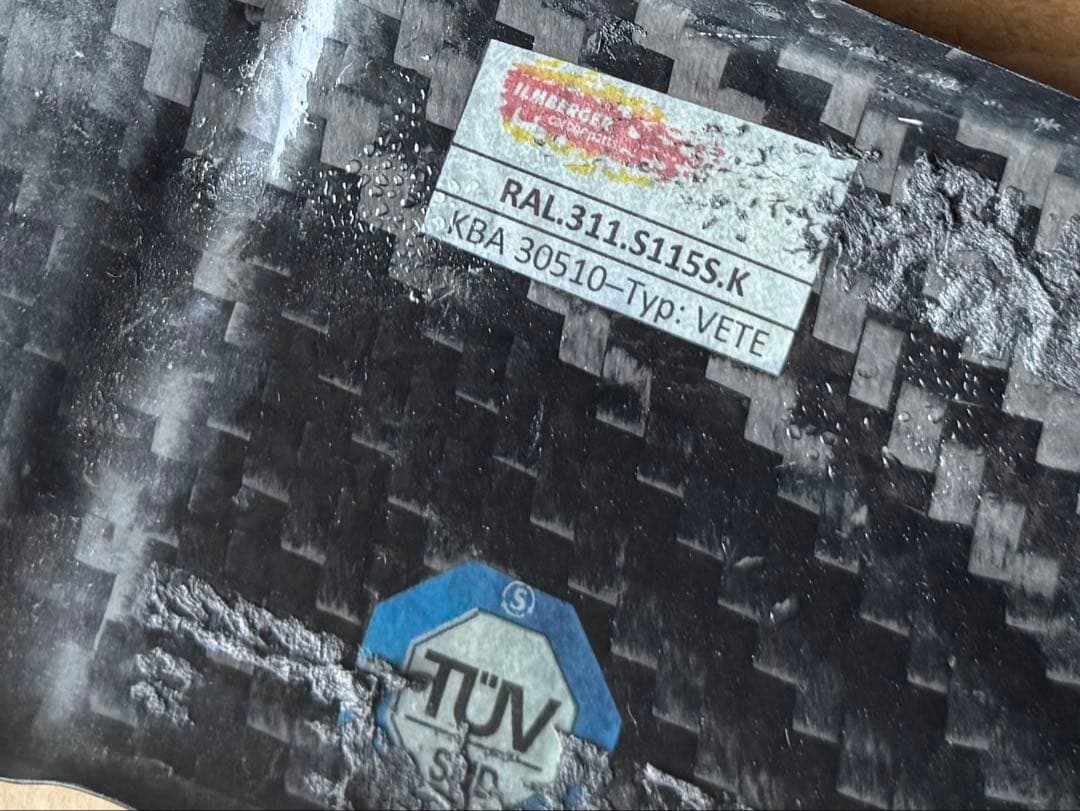 ILMBERGER
RAL.311.S115S.K
KBA 30510–Typ: VETE
S
TÜV